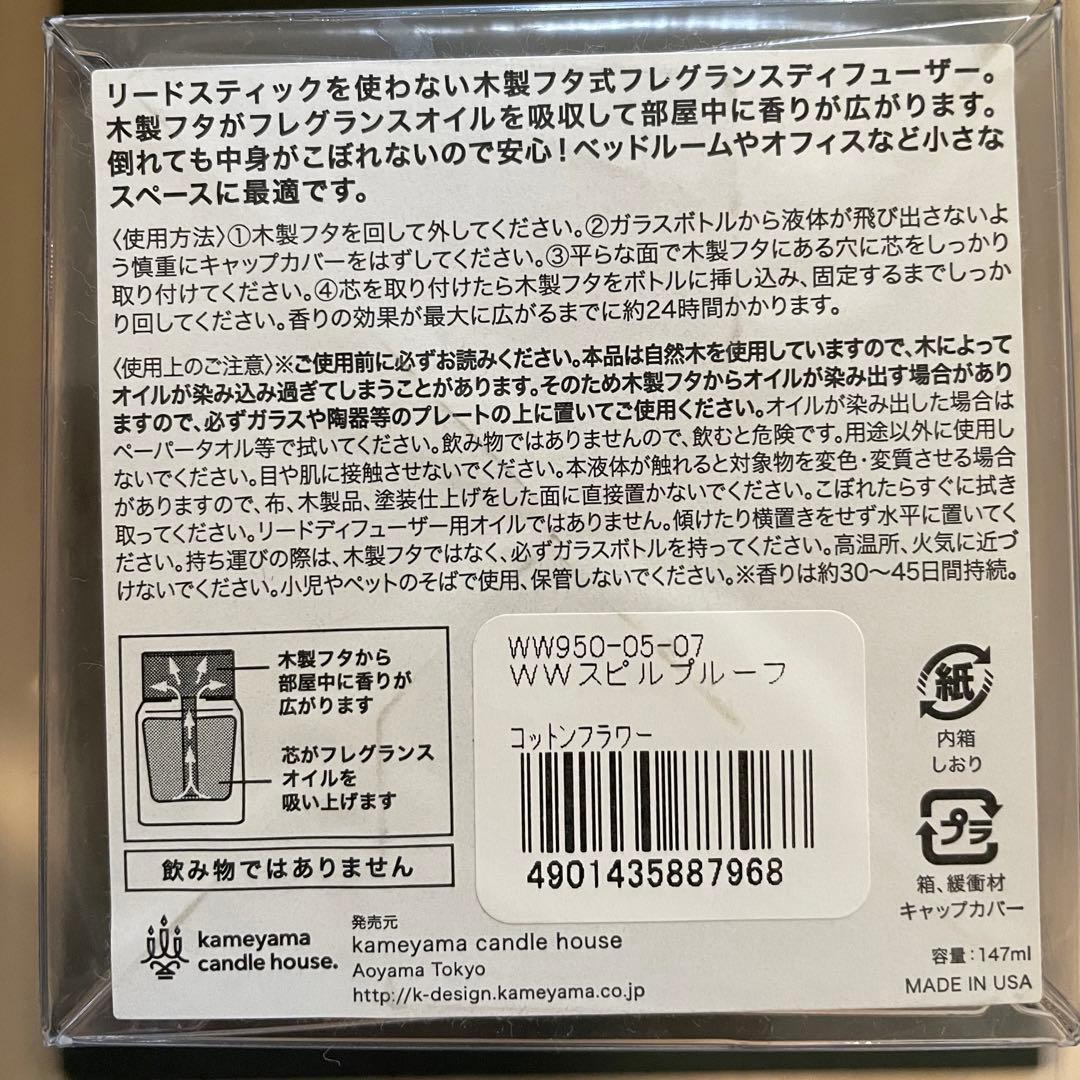 リードスティックを使わない木製フタ式フレグランスディフューザー。
木製フタがフレグランスオイルを吸収して部屋中に香りが広がります。
倒れても中身がこぼれないので安心！ベッドルームやオフィスなど小さな
スペースに最適です。
〈使用方法〉①木製フタを回して外してください。②ガラスボトルから液体が飛び出さないよ
う慎重にキャップカバーをはずしてください。③平らな面で木製フタにある穴に芯をしっかり
取り付けてください。④芯を取り付けたら木製フタをボトルに挿し込み、固定するまでしっか
り回してください。香りの効果が最大に広がるまでに約24時間かかります。
〈使用上のご注意〉※ご使用前に必ずお読みください。本品は自然木を使用していますので、木によって
オイルが染み込み過ぎてしまうことがあります。そのため木製フタからオイルが染み出す場合があり
ますので、必ずガラスや陶器等のプレートの上に置いてご使用ください。オイルが染み出した場合は
ペーパータオル等で拭いてください。飲み物ではありませんので、飲むと危険です。用途以外に使用し
ないでください。目や肌に接触させないでください。本液体が触れると対象物を変色・変質させる場合
がありますので、布、木製品、塗装仕上げをした面に直接置かないでください。こぼれたらすぐに拭き
取ってください。リードディフューザー用オイルではありません。傾けたり横置きをせず水平に置いてく
ださい。持ち運びの際は、木製フタではなく、必ずガラスボトルを持ってください。高温所、火気に近づ
けないでください。小児やペットのそばで使用、保管しないでください。※香りは約30～45日間持続。
木製フタから
部屋中に香りが
広がります
芯がフレグランス
オイルを
吸い上げます
飲み物ではありません
WW950-05-07
WWスピルプルーフ
コットンフラワー
4901435887968
紙
内箱
しおり
プラ
箱、緩衝材
キャップカバー
kameyama
candle house.
発売元
kameyama candle house
Aoyama Tokyo
http://k-design.kameyama.co.jp
容量：147ml
MADE IN USA